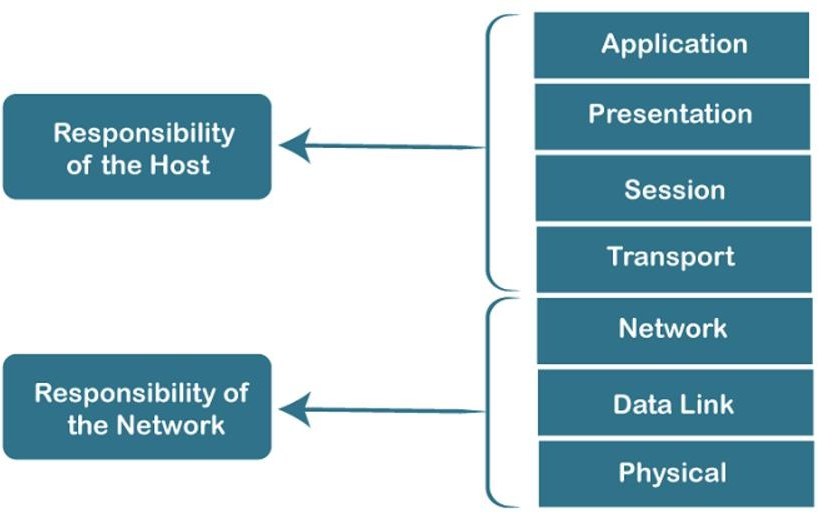 Responsibility
of the Host
Responsibility of
the Network
Application
Presentation
Session
Transport
Network
Data Link
Physical